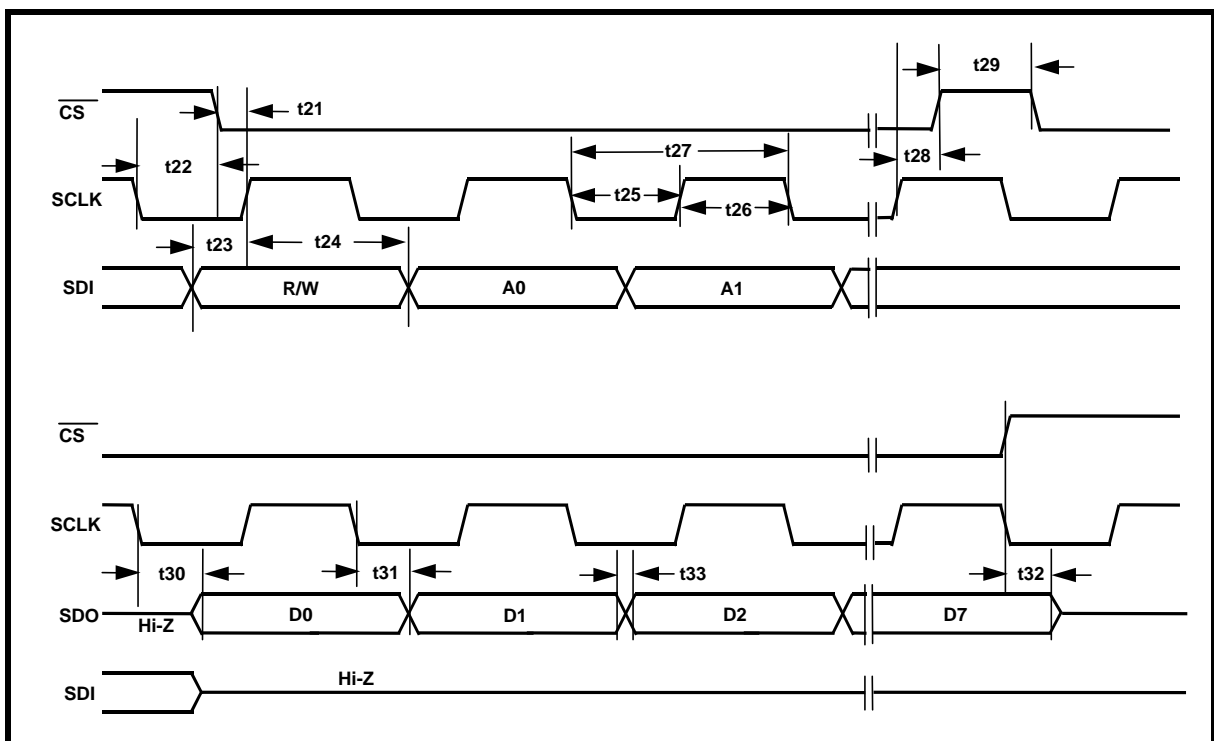 t29
CS
t21
t22
t27
t28
SCLK
t25
t26
t23
t24
SDI
R/W
A0
A1
CS
SCLK
t30
t31
t33
t32
SDO
Hi-Z
D0
D1
D2
D7
SDI
Hi-Z